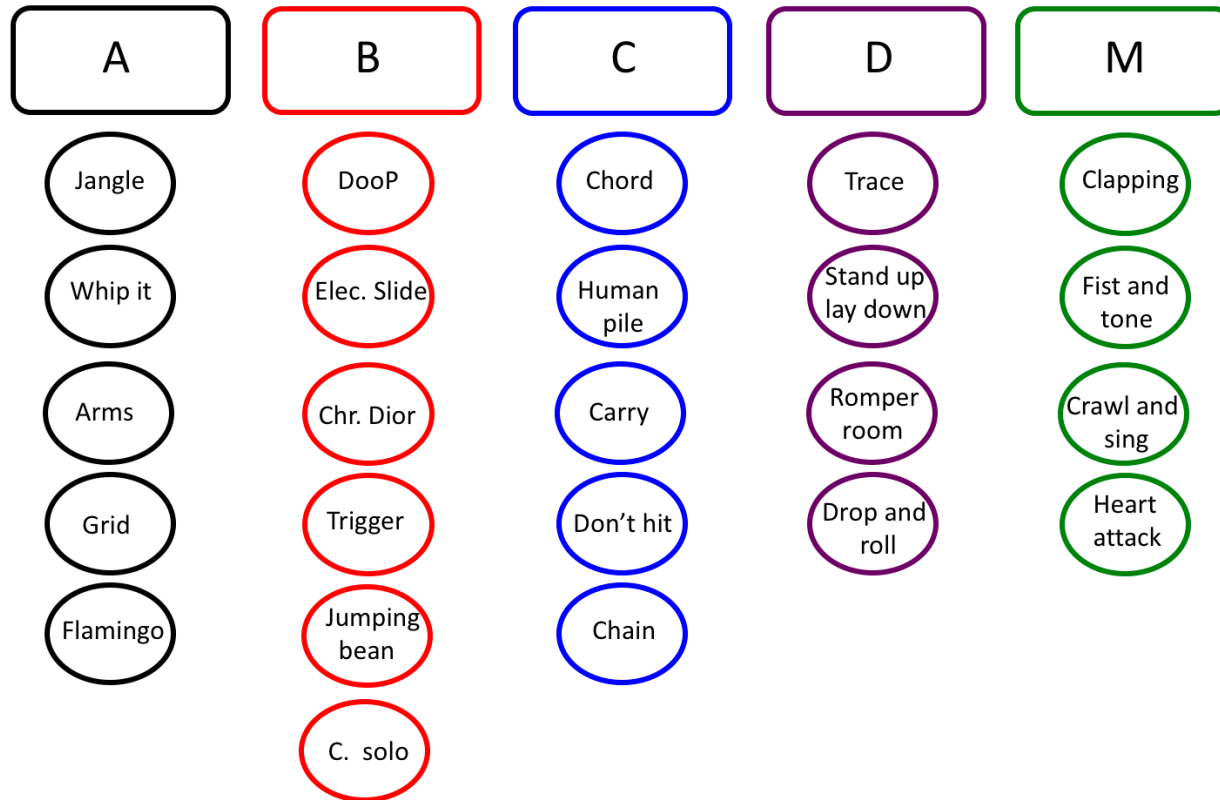 A
B
C
D
M
Jangle
DooP
Chord
Trace
Clapping
Whip it
Elec. Slide
Human
pile
Stand up
lay down
Fist and
tone
Arms
Chr. Dior
Carry
Romper
room
Crawl and
sing
Grid
Trigger
Don’t hit
Drop and
roll
Heart
attack
Flamingo
Jumping
bean
Chain
C. solo